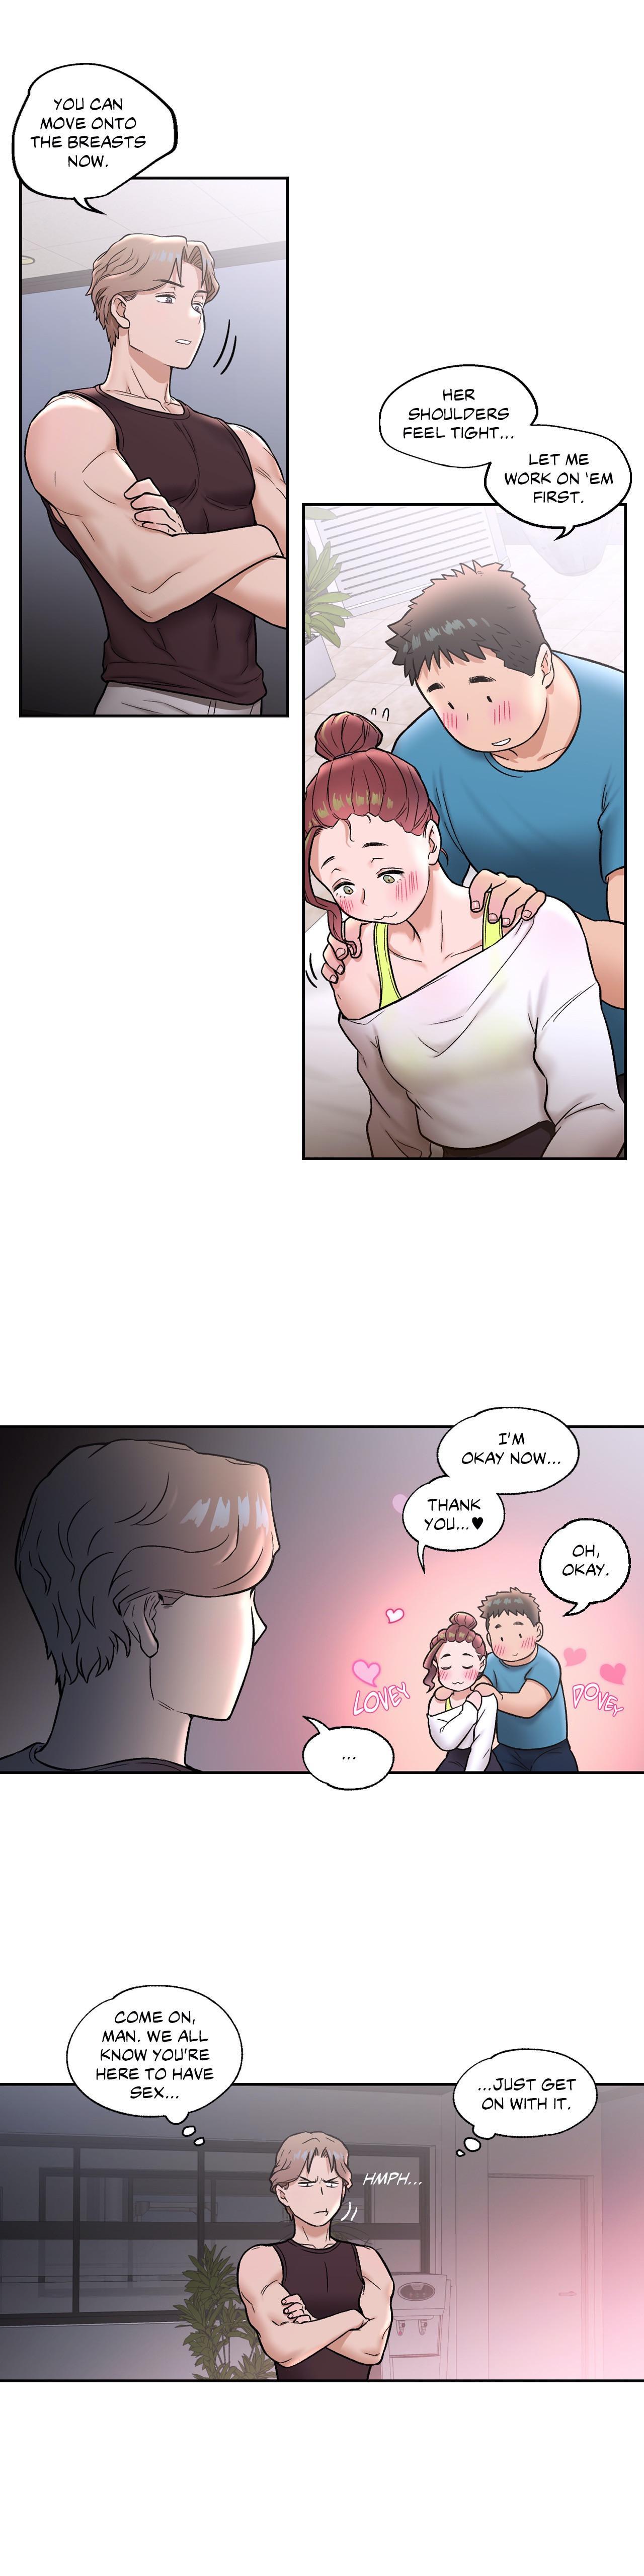 YOU CAN
MOVE ONTO
THE BREASTS
NOW.
HER
SHOULDERS
FEEL TIGHT...
LET ME
WORK ON 'EM
FIRST.
I'M
OKAY NOW...
THANK
YOU...♥
OH,
OKAY.
LOVEY
DOVEY
...
COME ON,
MAN. WE ALL
KNOW YOU'RE
HERE TO HAVE
SEX...
...JUST GET
ON WITH IT.
HMPH...